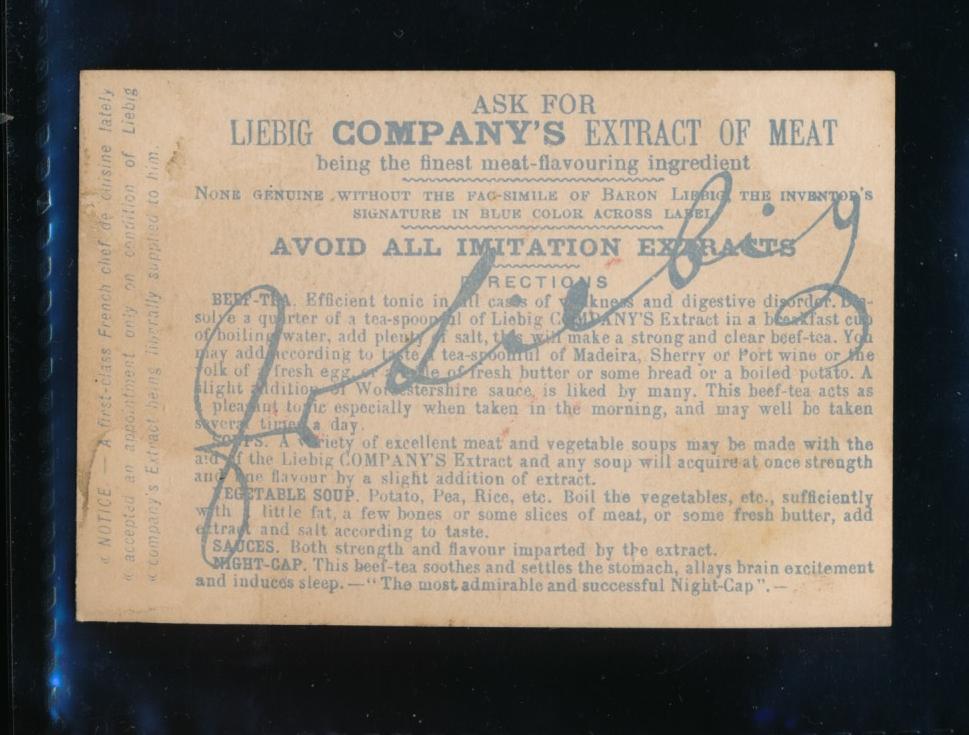 ASK FOR
LIEBIG COMPANY'S EXTRACT OF MEAT
being the finest meat-flavouring ingredient
NONE GENUINE WITHOUT THE FAC-SIMILE OF BARON LIEBIG, THE INVENTOR'S
SIGNATURE IN BLUE COLOR ACROSS LABEL
AVOID ALL IMITATION EXTRACTS
DIRECTIONS
BEEF-TEA. Efficient tonic in all cases of weakness and digestive disorder. Dis-
solve a quarter of a tea-spoonful of Liebig COMPANY'S Extract in a breakfast cup
of boiling water, add plenty of salt, this will make a strong and clear beef-tea. You
may add according to taste a tea-spoonful of Madeira, Sherry or Port wine or the
yolk of a fresh egg, or a little of fresh butter or some bread or a boiled potato. A
slight addition of Worcestershire sauce, is liked by many. This beef-tea acts as
pleasant tonic especially when taken in the morning, and may well be taken
several times a day.
SOUPS. A variety of excellent meat and vegetable soups may be made with the
aid of the Liebig COMPANY'S Extract and any soup will acquire at once strength
and fine flavour by a slight addition of extract.
VEGETABLE SOUP. Potato, Pea, Rice, etc. Boil the vegetables, etc., sufficiently
with a little fat, a few bones or some slices of meat, or some fresh butter, add
extract and salt according to taste.
SAUCES. Both strength and flavour imparted by the extract.
NIGHT-CAP. This beef-tea soothes and settles the stomach, allays brain excitement
and induces sleep. — "The most admirable and successful Night-Cap". —
« NOTICE — A first-class French chef de cuisine lately
« accepted an appointment only on condition of Liebig
« company's Extract being liberally supplied to him.
J v Liebig